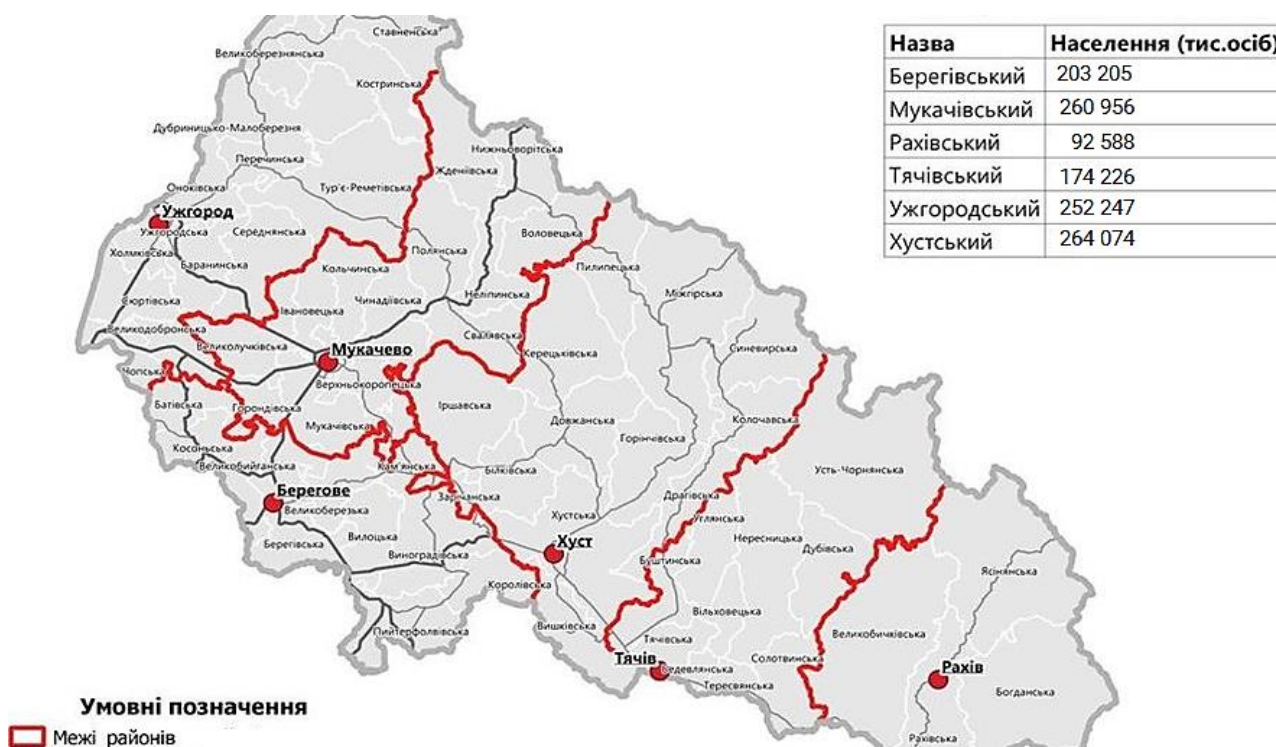 Ставненська
Великоберезнянська
Костринська
Дубриницько-Малоберезня
Перечинська
Нижньоворітська
Жденіївська
Оноківська
Тур'є-Реметівська
Ужгород
Ужгородська
Середнянська
Воловецька
Холмківська
Баранинська
Полянська
Кольчинська
Пилипецька
Сюртівська
Чинадіївська
Неліпинська
Міжгірська
Івановецька
Великодобронська
Свалявська
Великолучківська
Мукачево
Керецьківська
Синевирська
Чопська
Верхньокоропецька
Батівська
Горондівська
Іршавська
Мукачівська
Довжанська
Колочавська
Горінчівська
Косоньська
Великобийганська
Кам'янська
Білківська
Усть-Чорнянська
Берегове
Зарічанська
Драгівська
Великоберезька
Хустська
Углянська
Вилоцька
Нересницька
Берегівська
Хуст
Дубівська
Виноградівська
Буштинська
Ясінянська
Королівська
Вільховецька
Вишківська
Пийтерфолвівська
Тячівська
Великобичківська
Тячів
Солотвинська
Бедевлянська
Рахів
Тересвянська
Богданська
Рахівська
Назва Населення (тис.осіб)
Берегівський 203 205
Мукачівський 260 956
Рахівський 92 588
Тячівський 174 226
Ужгородський 252 247
Хустський 264 074
Умовні позначення
Межі районів